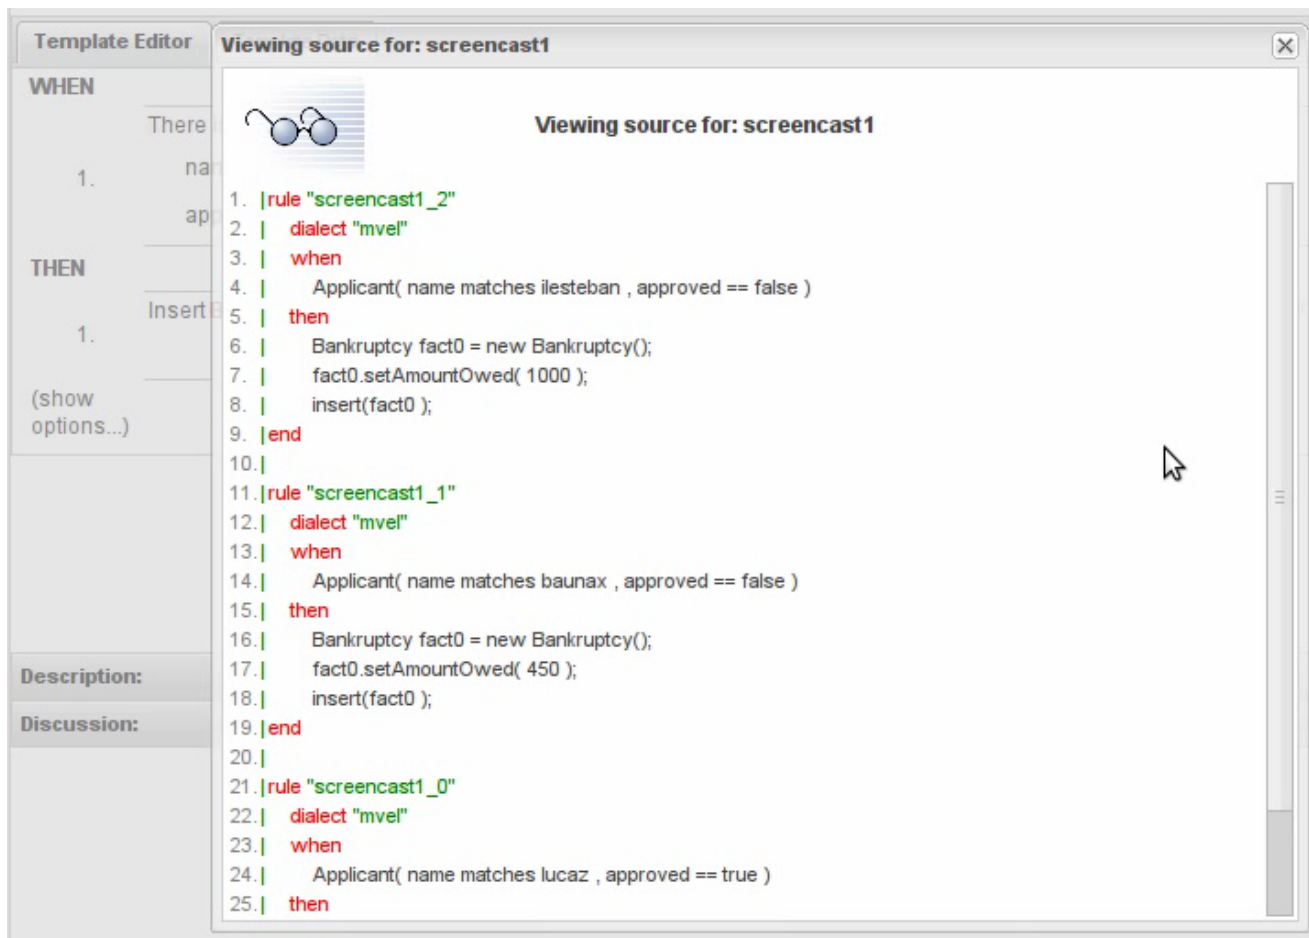 Template Editor
Viewing source for: screencast1
WHEN
There
1.
THEN
Insert
1.
(show
options...)
Description:
Discussion:
Viewing source for: screencast1
1. |rule "screencast1_2"
2. | dialect "mvel"
3. | when
4. | Applicant( name matches ilesteban , approved == false )
5. | then
6. | Bankruptcy fact0 = new Bankruptcy();
7. | fact0.setAmountOwed( 1000 );
8. | insert(fact0 );
9. |end
10.|
11.|rule "screencast1_1"
12.| dialect "mvel"
13.| when
14.| Applicant( name matches baunax , approved == false )
15.| then
16.| Bankruptcy fact0 = new Bankruptcy();
17.| fact0.setAmountOwed( 450 );
18.| insert(fact0 );
19.|end
20.|
21.|rule "screencast1_0"
22.| dialect "mvel"
23.| when
24.| Applicant( name matches lucaz , approved == true )
25.| then